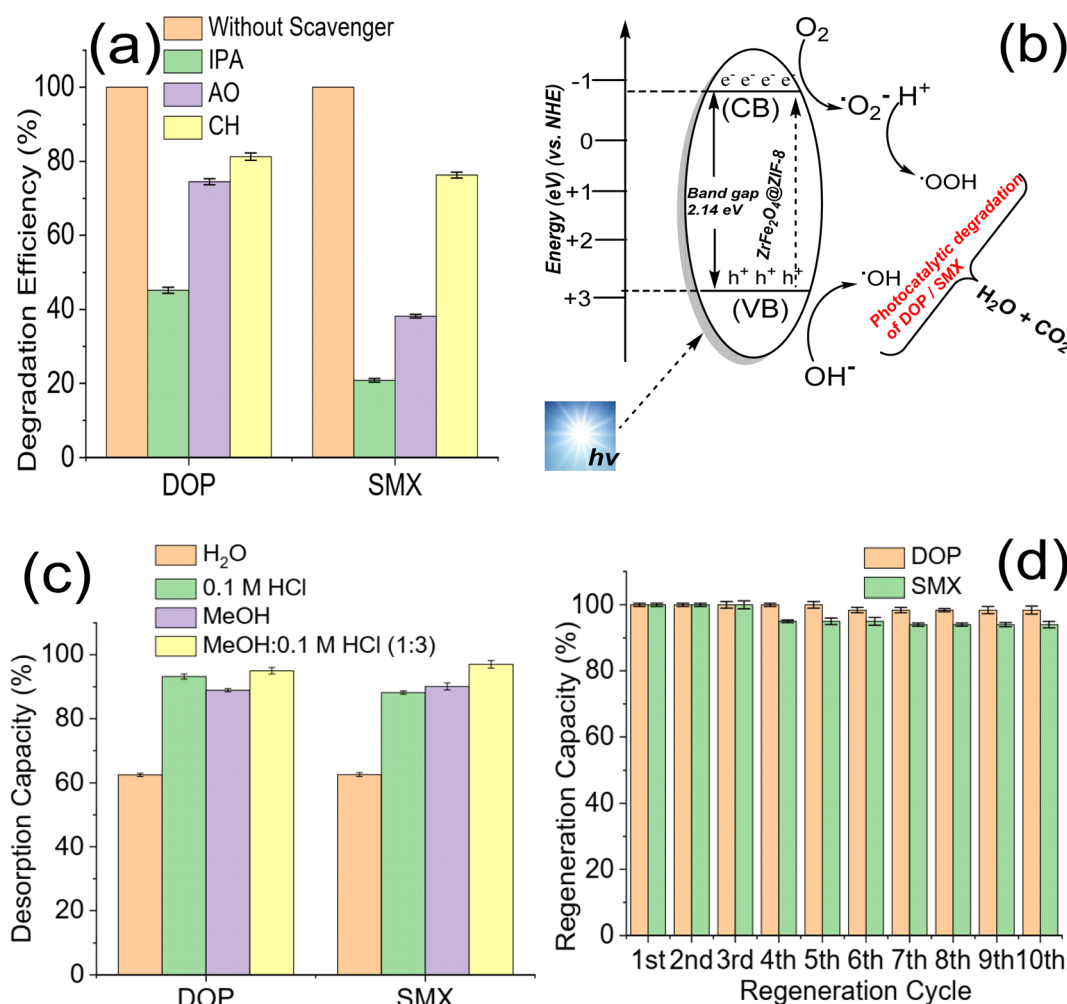 (a)
Without Scavenger
IPA
AO
CH
Degradation Efficiency (%)
100
80
60
40
20
0
DOP
SMX
(b)
Energy (eV) (vs. NHE)
-1
0
+1
+2
+3
e⁻ e⁻ e⁻ e⁻
(CB)
Band gap
2.14 eV
ZrFe₂O₄@ZIF-8
h⁺ h⁺ h⁺
(VB)
O₂
·O₂⁻ H⁺
·OOH
·OH
OH⁻
Photocatalytic degradation
of DOP / SMX
H₂O + CO₂
hv
(c)
H₂O
0.1 M HCl
MeOH
MeOH:0.1 M HCl (1:3)
Desorption Capacity (%)
100
80
60
40
20
0
DOP
SMX
(d)
DOP
SMX
Regeneration Capacity (%)
100
80
60
40
20
0
1st 2nd 3rd 4th 5th 6th 7th 8th 9th 10th
Regeneration Cycle